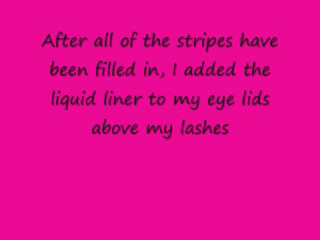 After all of the stripes have
been filled in, I added the
liquid liner to my eye lids
above my lashes